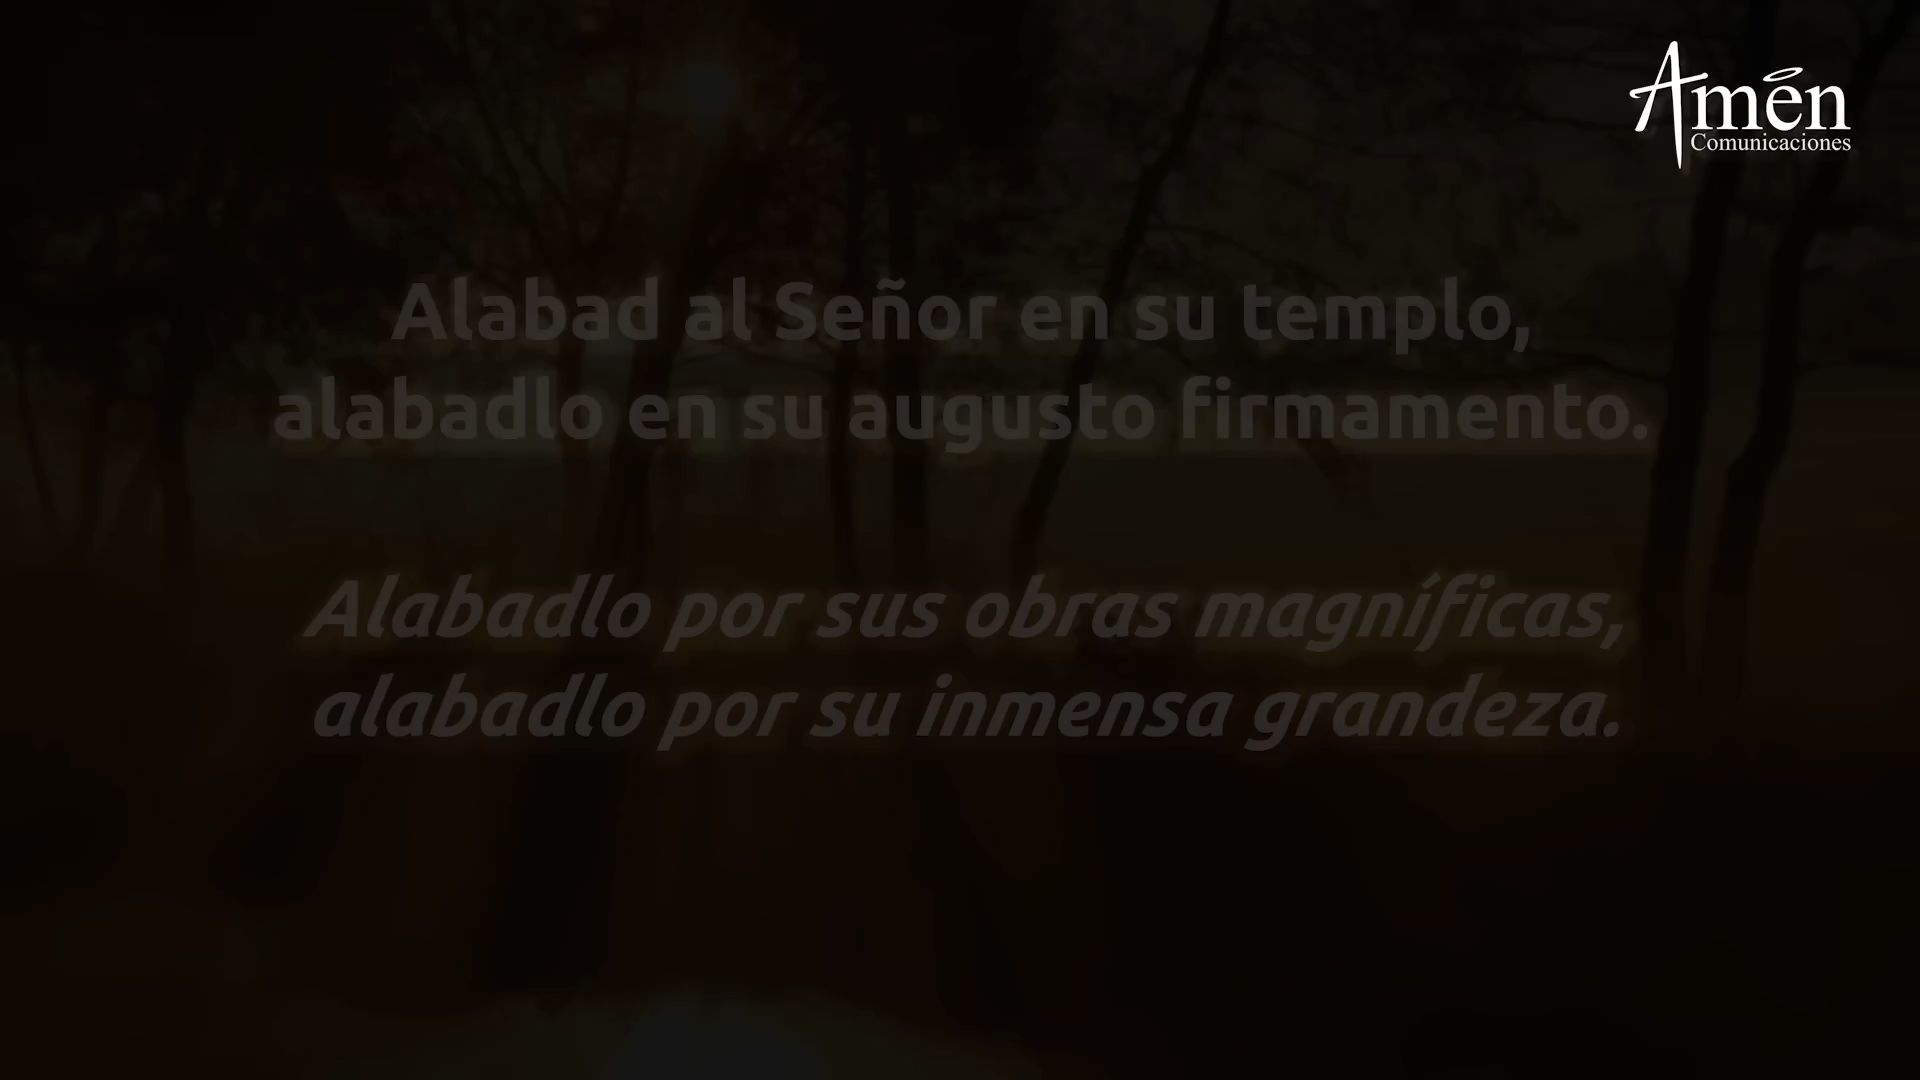 Amén
Comunicaciones
Alabad al Señor en su templo,
alabadlo en su augusto firmamento.
Alabadlo por sus obras magníficas,
alabadlo por su inmensa grandeza.